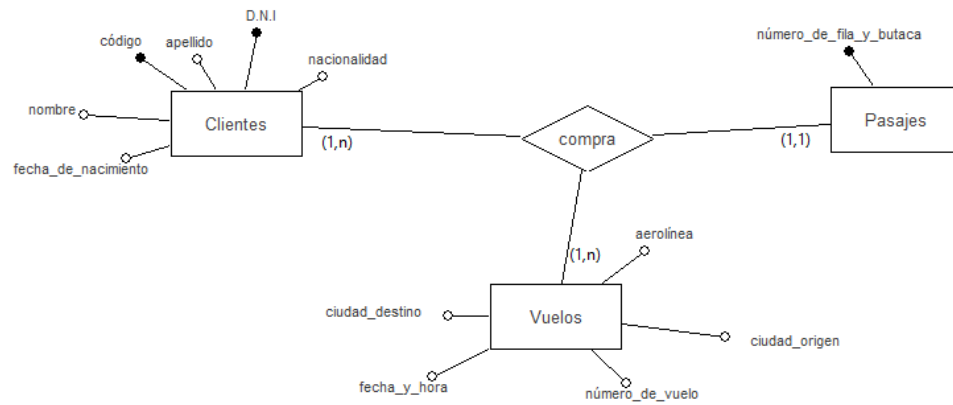 D.N.I
código
apellido
nacionalidad
nombre
Clientes
fecha_de_nacimiento
(1,n)
compra
número_de_fila_y_butaca
Pasajes
(1,1)
(1,n)
aerolínea
ciudad_destino
Vuelos
ciudad_origen
fecha_y_hora
número_de_vuelo